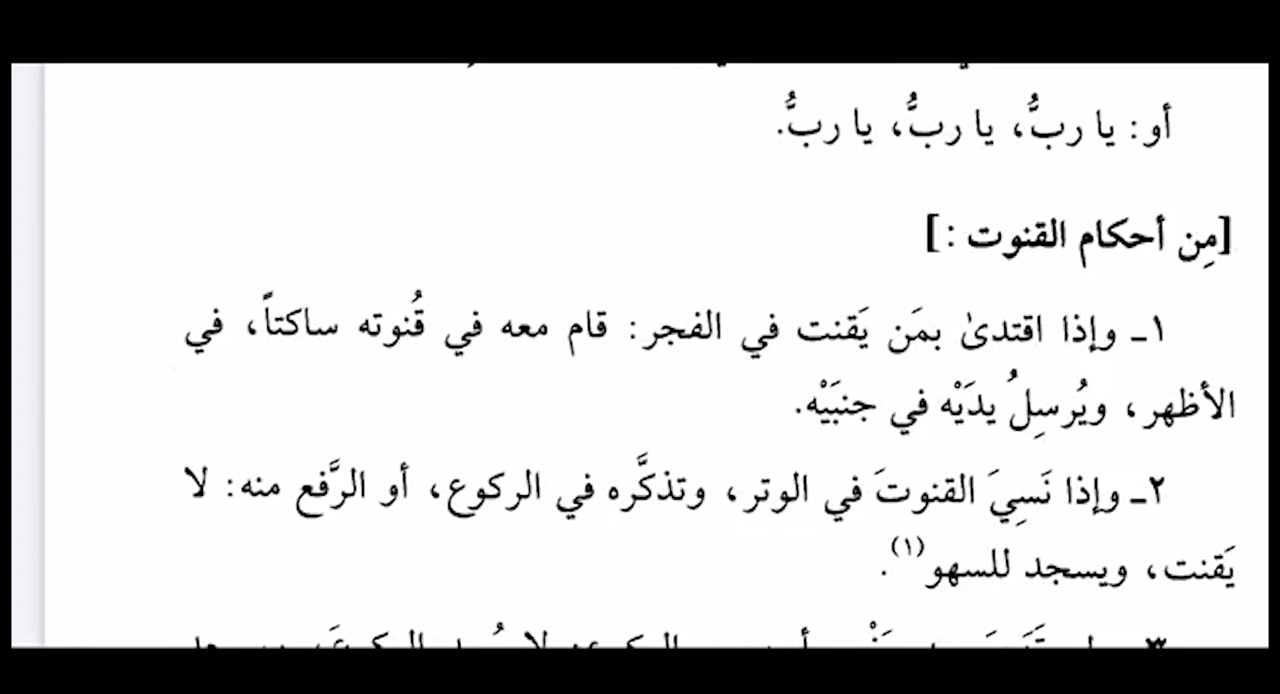 أو: يا ربُّ، يا ربُّ، يا ربُّ.
[مِن أحكام القنوت :]
١ـ وإذا اقتدىٰ بمَن يَقنت في الفجر: قام معه في قُنوته ساكتاً، في
الأظهر، ويُرسِلُ يدَيْه في جنبَيْه.
٢ـ وإذا نَسِيَ القنوتَ في الوتر، وتذكَّره في الركوع، أو الرَّفع منه: لا
يَقنت، ويسجد للسهو(١).